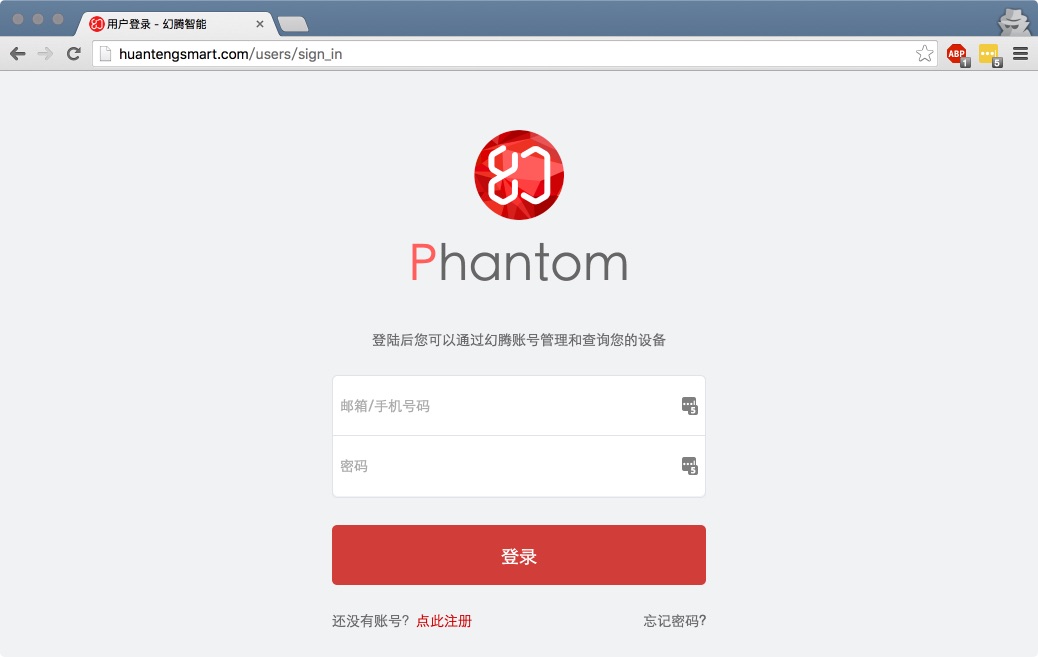 用户登录 - 幻腾智能
huantengsmart.com/users/sign_in
ABP
1
5
幻
Phantom
登陆后您可以通过幻腾账号管理和查询您的设备
邮箱/手机号码
5
密码
5
登录
还没有账号? 点此注册
忘记密码?